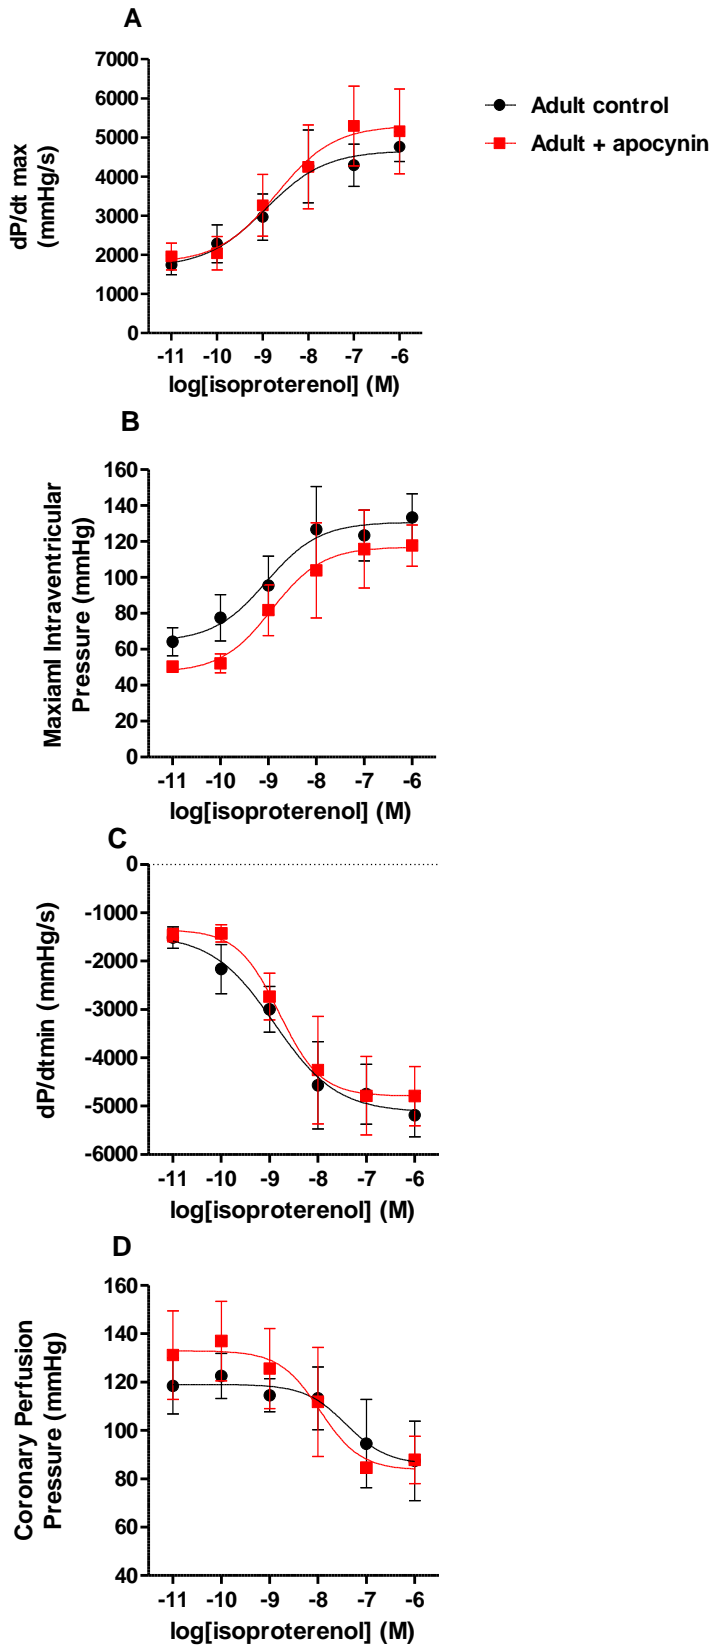 A
7000
6000
5000
4000
3000
2000
1000
0
dP/dt max
(mmHg/s)
-11 -10 -9 -8 -7 -6
log[isoproterenol] (M)
Adult control
Adult + apocynin
B
160
140
120
100
80
60
40
20
0
Maxiaml Intraventricular
Pressure (mmHg)
-11 -10 -9 -8 -7 -6
log[isoproterenol] (M)
C
0
-1000
-2000
-3000
-4000
-5000
-6000
dP/dtmin (mmHg/s)
-11 -10 -9 -8 -7 -6
log[isoproterenol] (M)
D
160
140
120
100
80
60
40
Coronary Perfusion
Pressure (mmHg)
-11 -10 -9 -8 -7 -6
log[isoproterenol] (M)